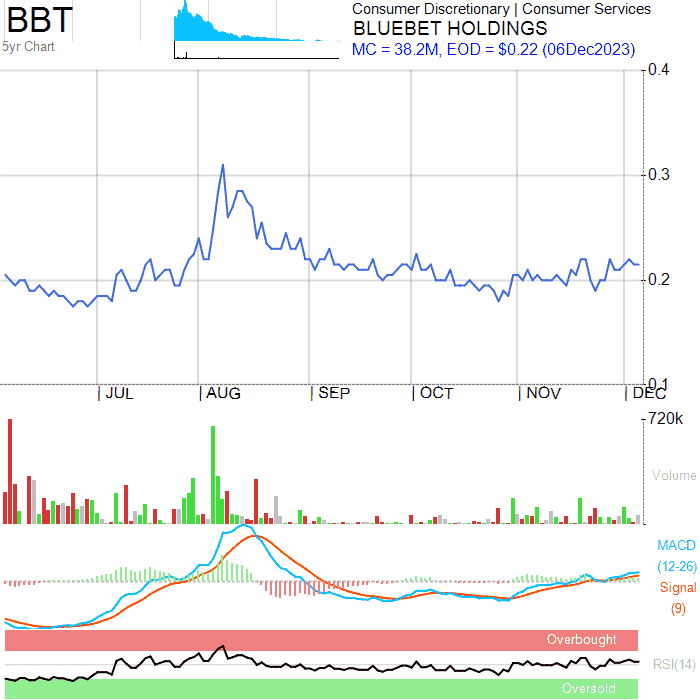 BBT
5yr Chart
Consumer Discretionary | Consumer Services
BLUEBET HOLDINGS
MC = 38.2M, EOD = $0.22 (06Dec2023)
0.4
0.3
0.2
0.1
| JUL | AUG | SEP | OCT | NOV | DEC
720k
Volume
MACD
(12-26)
Signal
(9)
Overbought
RSI(14)
Oversold